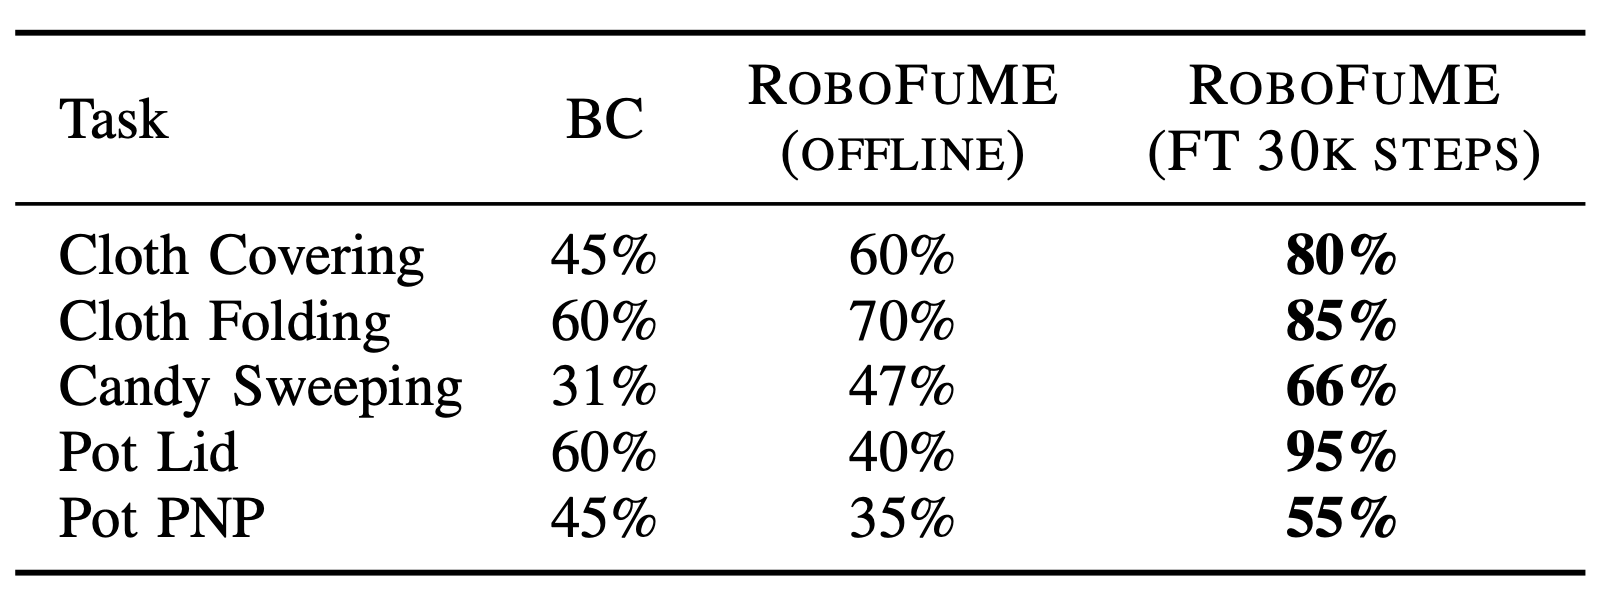 Task BC ROBOFUME (OFFLINE) ROBOFUME (FT 30K STEPS)
Cloth Covering 45% 60% 80%
Cloth Folding 60% 70% 85%
Candy Sweeping 31% 47% 66%
Pot Lid 60% 40% 95%
Pot PNP 45% 35% 55%